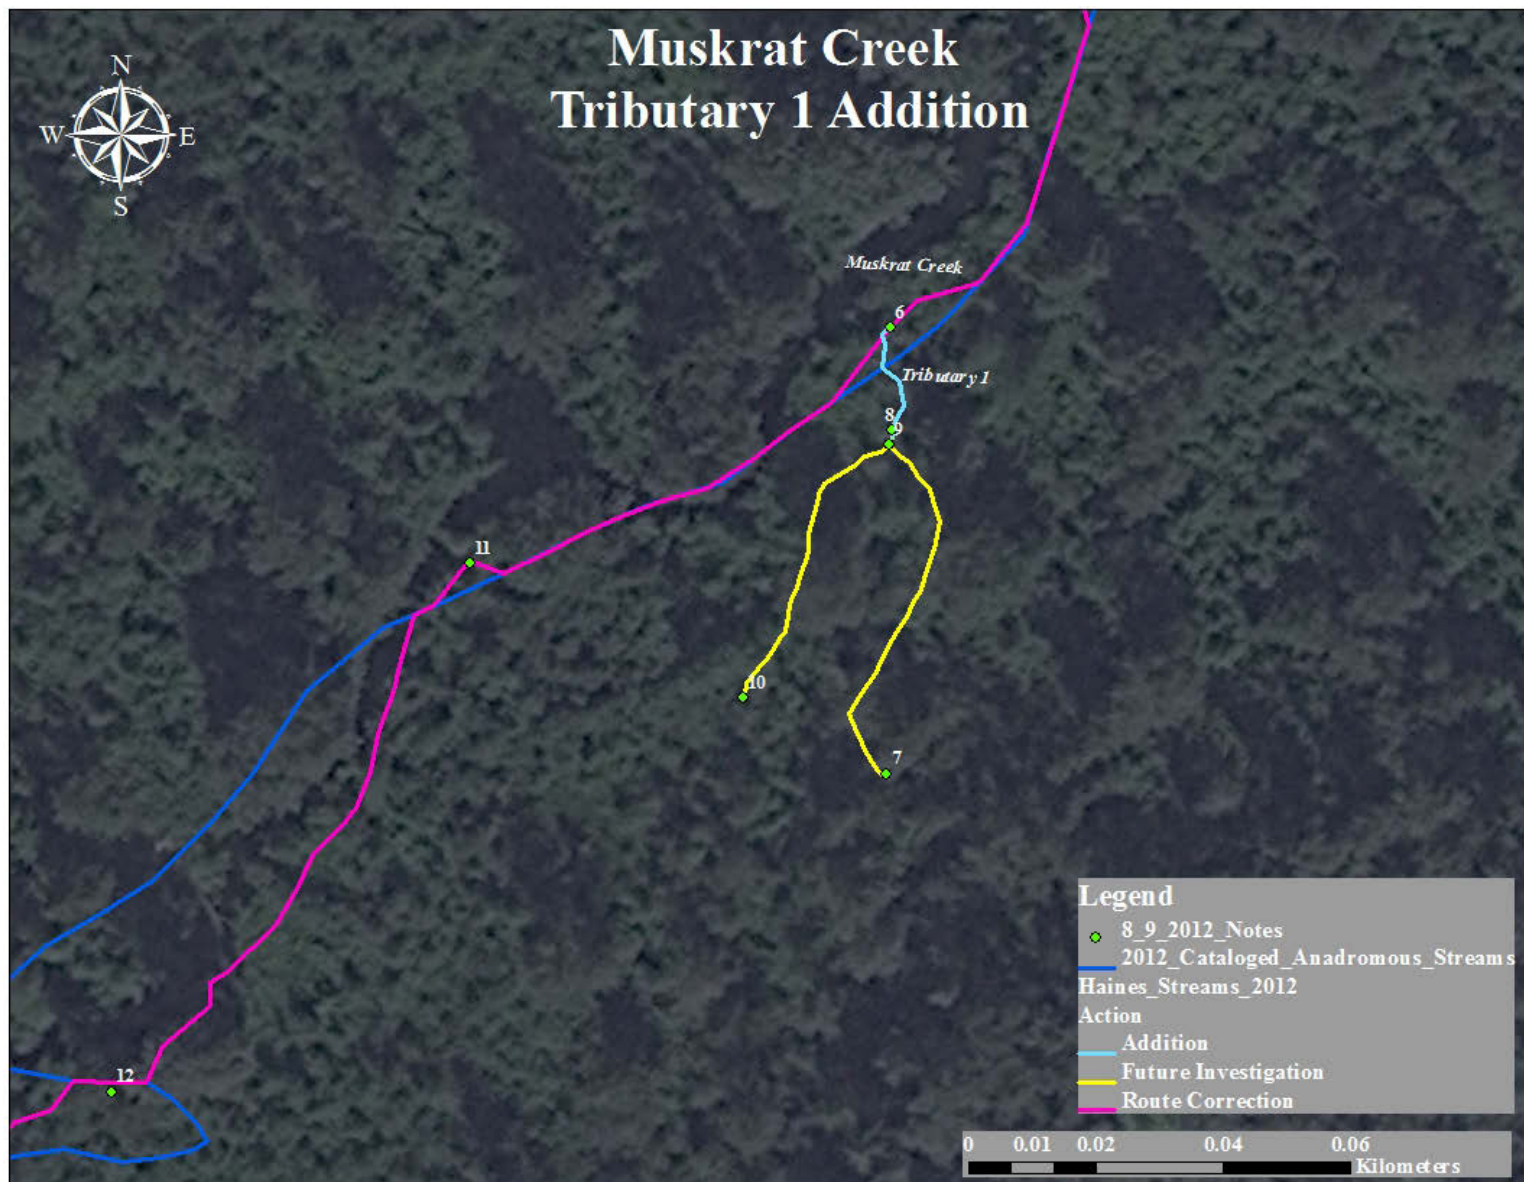 Muskrat Creek
Tributary 1 Addition
N
W E
S
Muskrat Creek
6
Tributary 1
8
9
11
10
7
12
Legend
8_9_2012_Notes
2012_Cataloged_Anadromous_Streams
Haines_Streams_2012
Action
Addition
Future Investigation
Route Correction
0 0.01 0.02 0.04 0.06
Kilometers